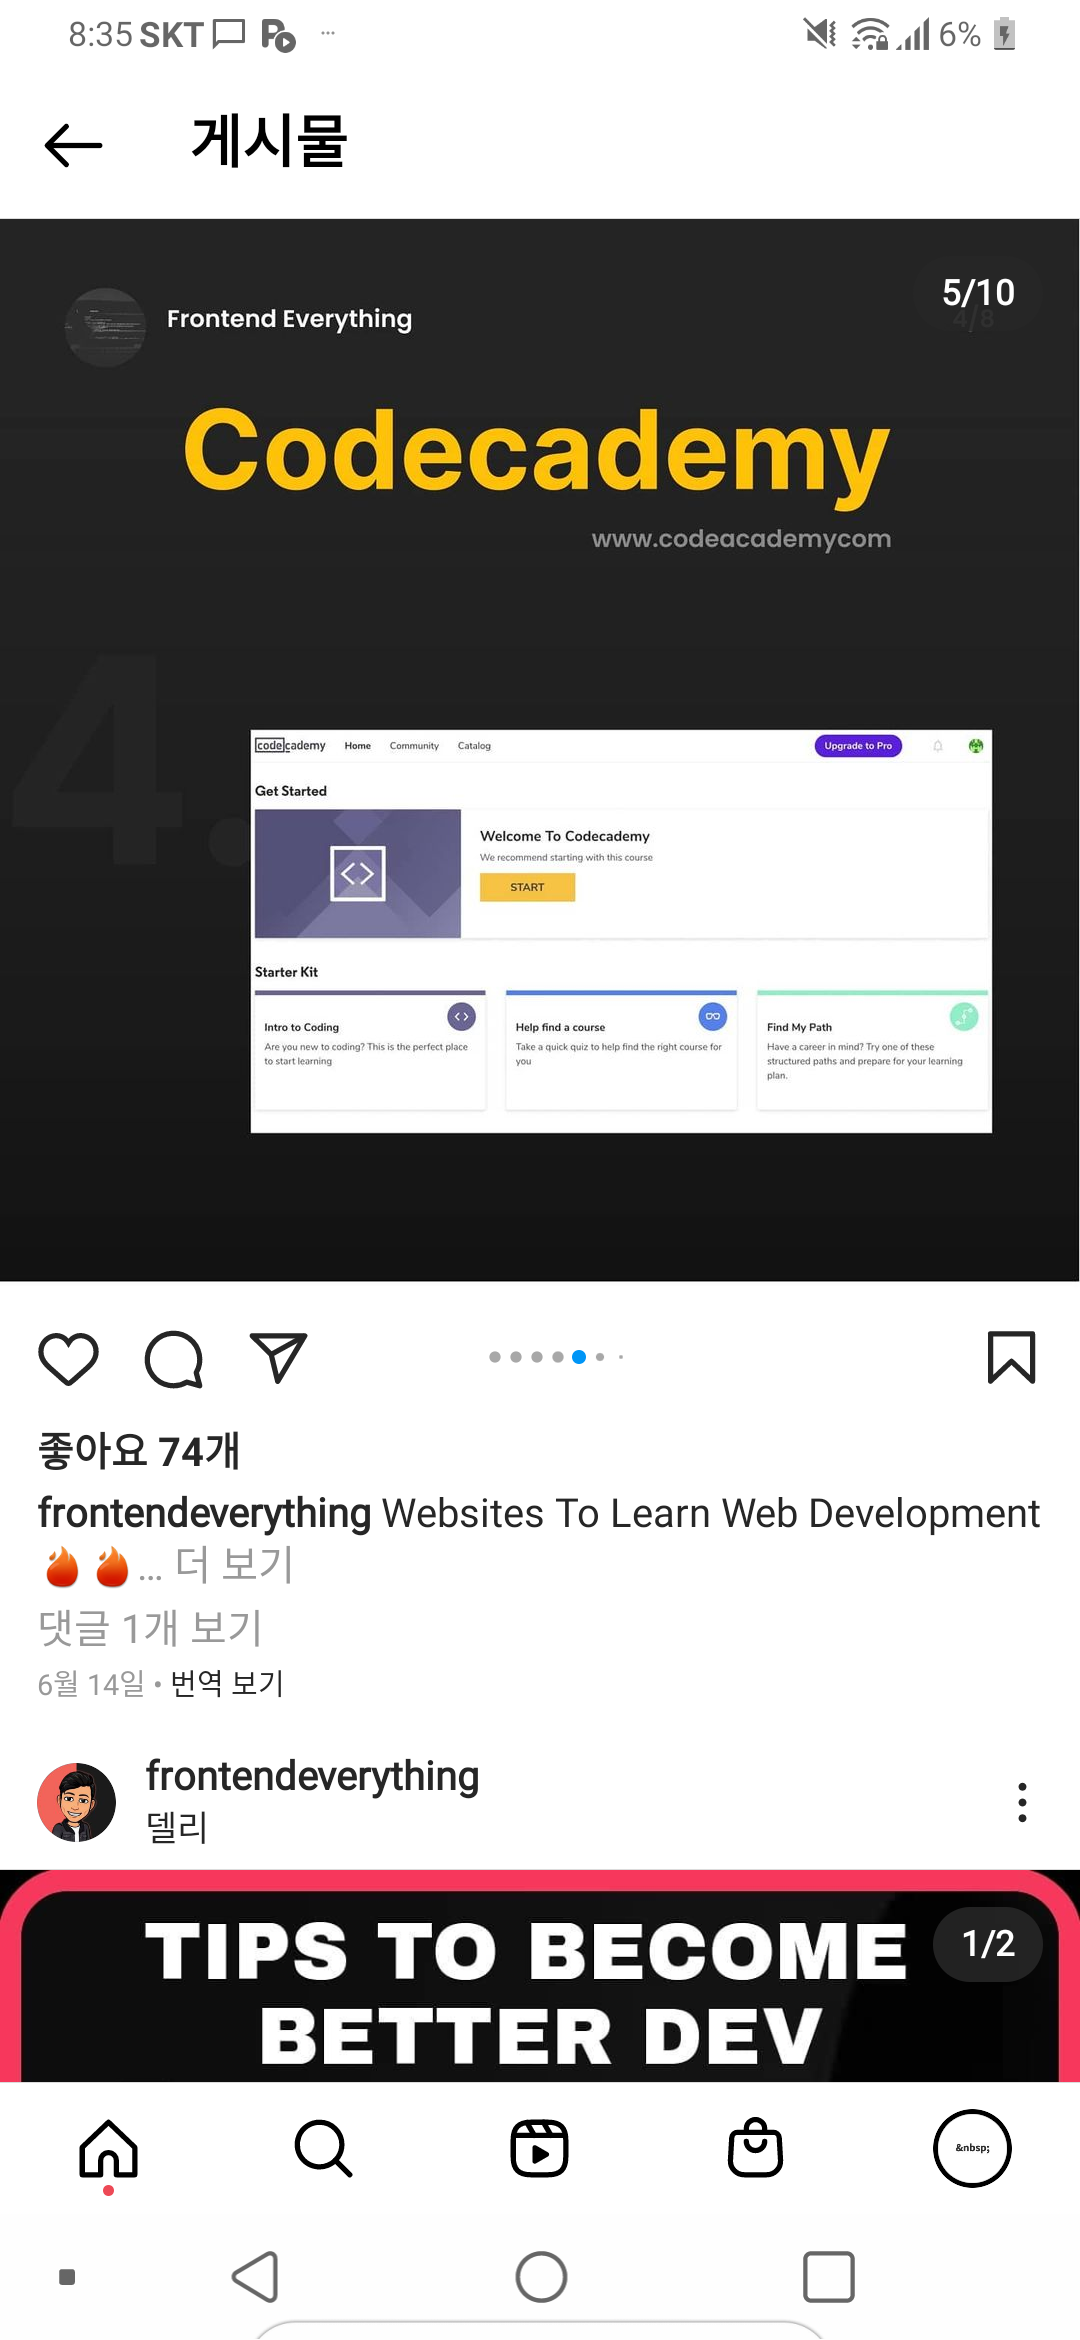 8:35 SKT
6%
게시물
5/10
4/8
Frontend Everything
Codecademy
www.codeacademycom
4.
codecademy Home Community Catalog Upgrade to Pro
Get Started
Welcome To Codecademy
We recommend starting with this course
START
Starter Kit
Intro to Coding
Are you new to coding? This is the perfect place
to start learning
Help find a course
Take a quick quiz to help find the right course for
you
Find My Path
Have a career in mind? Try one of these
structured paths and prepare for your learning
plan.
좋아요 74개
frontendeverything Websites To Learn Web Development
🔥🔥... 더 보기
댓글 1개 보기
6월 14일 • 번역 보기
frontendeverything
델리
TIPS TO BECOME
BETTER DEV
1/2
&nbsp;